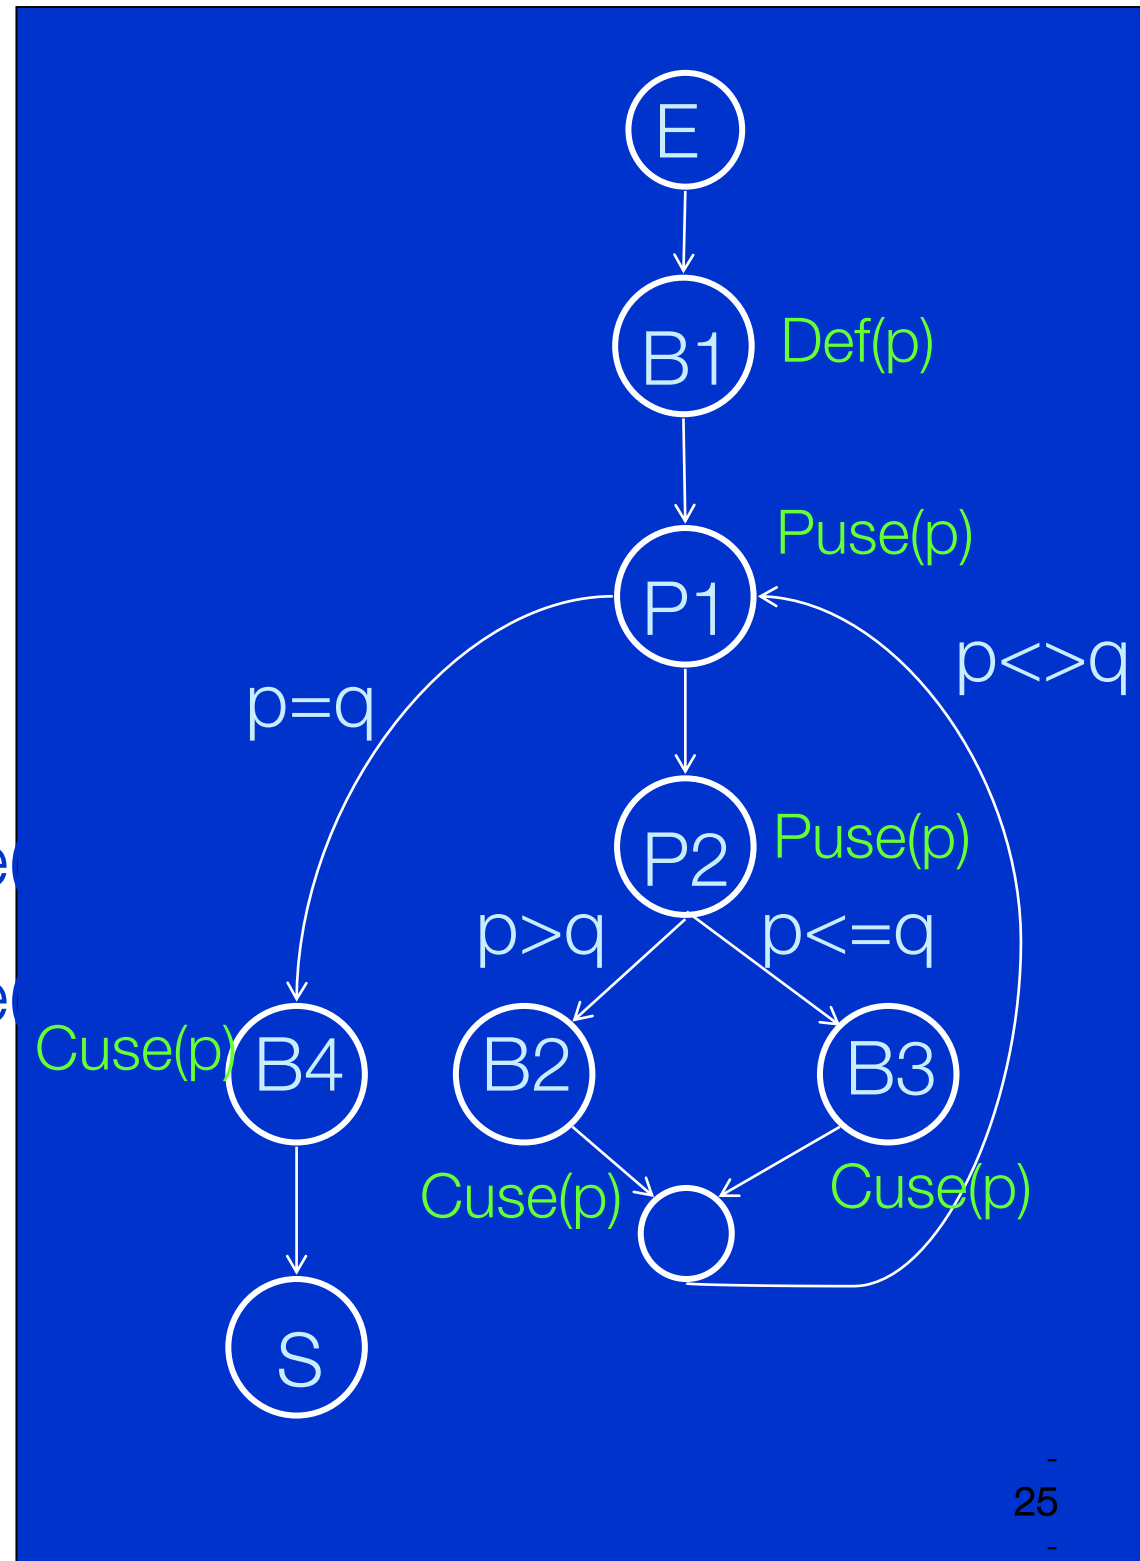 E
B1
Def(p)
Puse(p)
P1
p<>q
p=q
P2
Puse(p)
p>q
p<=q
Cuse(p)
B4
B2
B3
Cuse(p)
Cuse(p)
S
-
25
-